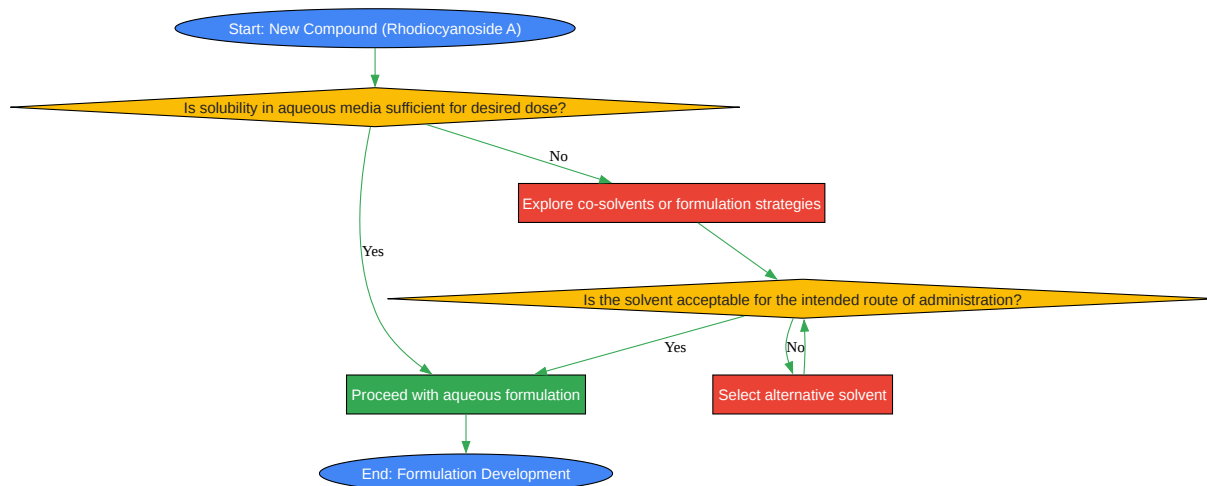 Start: New Compound (Rhodiocyanoside A)
Is solubility in aqueous media sufficient for desired dose?
No
Explore co-solvents or formulation strategies
Yes
Is the solvent acceptable for the intended route of administration?
Yes
No
Proceed with aqueous formulation
Select alternative solvent
End: Formulation Development